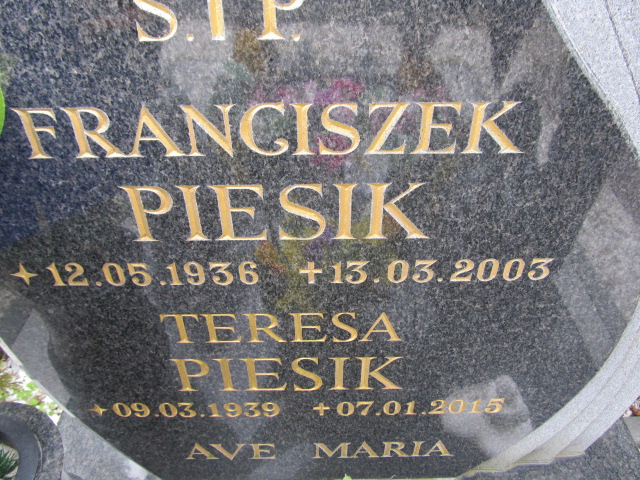 Ś.†P.
FRANCISZEK
PIESIK
✦12.05.1936 †13.03.2003
TERESA
PIESIK
✦09.03.1939 †07.01.2015
AVE MARIA